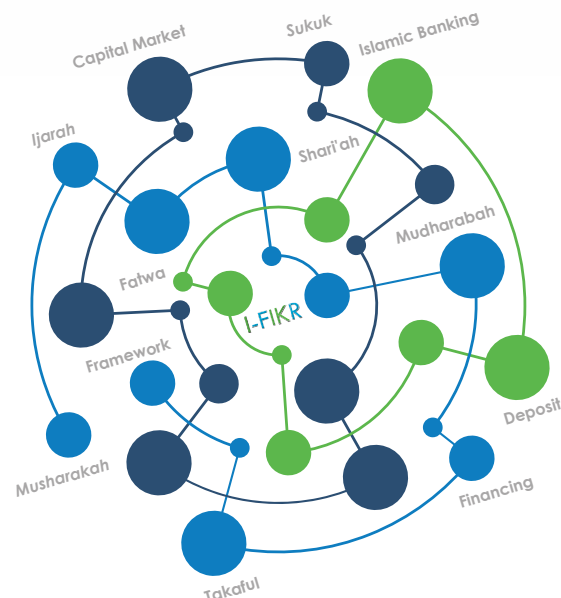 Sukuk
Islamic Banking
Capital Market
Ijarah
Shari'ah
Mudharabah
Fatwa
I-FIKR
Framework
Deposit
Musharakah
Financing
Takaful